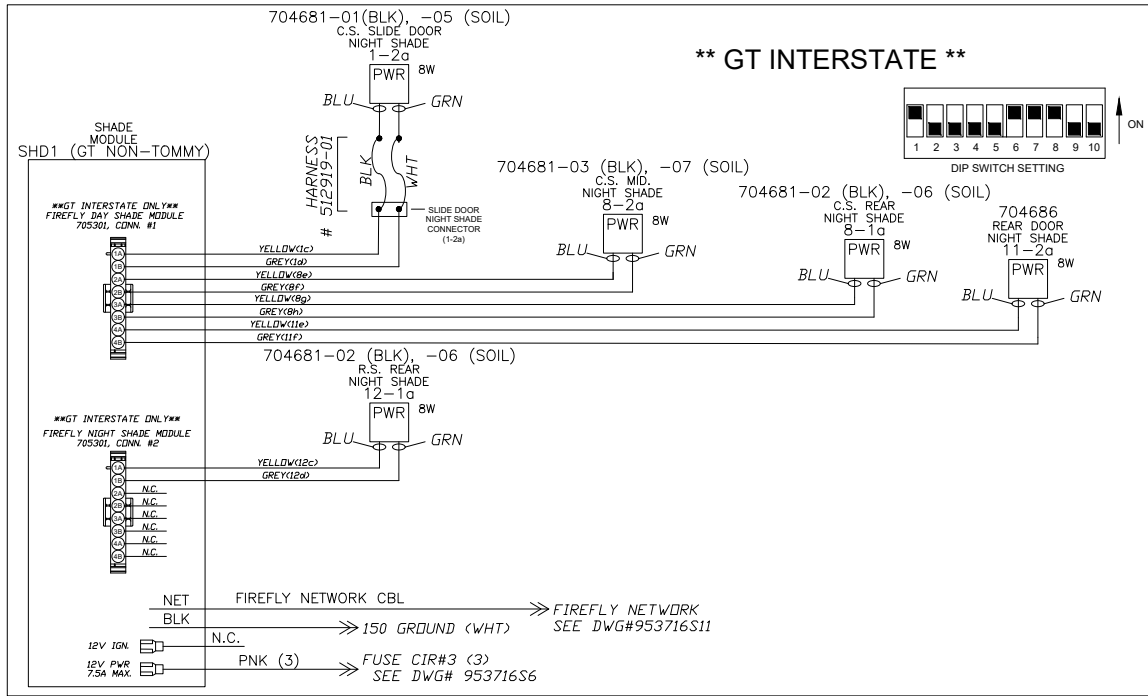 704681-01(BLK), -05 (SOIL)
C.S. SLIDE DOOR
NIGHT SHADE
1-2a
PWR 8W
BLU GRN
** GT INTERSTATE **
1 2 3 4 5 6 7 8 9 10
ON
DIP SWITCH SETTING
SHADE
MODULE
SHD1 (GT NON-TOMMY)
HARNESS
# 512919-01
BLK
WHT
SLIDE DOOR
NIGHT SHADE
CONNECTOR
(1-2a)
704681-03 (BLK), -07 (SOIL)
C.S. MID.
NIGHT SHADE
8-2a
PWR 8W
BLU GRN
704681-02 (BLK), -06 (SOIL)
C.S. REAR
NIGHT SHADE
8-1a
PWR 8W
BLU GRN
704686
REAR DOOR
NIGHT SHADE
11-2a
PWR 8W
BLU GRN
**GT INTERSTATE ONLY**
FIREFLY DAY SHADE MODULE
705301, CONN. #1
1A YELLOW(1c)
1B GREY(1d)
2A YELLOW(8e)
2B GREY(8f)
3A YELLOW(8g)
3B GREY(8h)
4A YELLOW(11e)
4B GREY(11f)
704681-02 (BLK), -06 (SOIL)
R.S. REAR
NIGHT SHADE
12-1a
PWR 8W
BLU GRN
**GT INTERSTATE ONLY**
FIREFLY NIGHT SHADE MODULE
705301, CONN. #2
1A YELLOW(12c)
1B GREY(12d)
2A N.C.
2B N.C.
3A N.C.
3B N.C.
4A N.C.
4B N.C.
NET FIREFLY NETWORK CBL FIREFLY NETWORK
SEE DWG#953716S11
BLK 150 GROUND (WHT)
12V IGN. N.C.
12V PWR
7.5A MAX.
PNK (3) FUSE CIR#3 (3)
SEE DWG# 953716S6